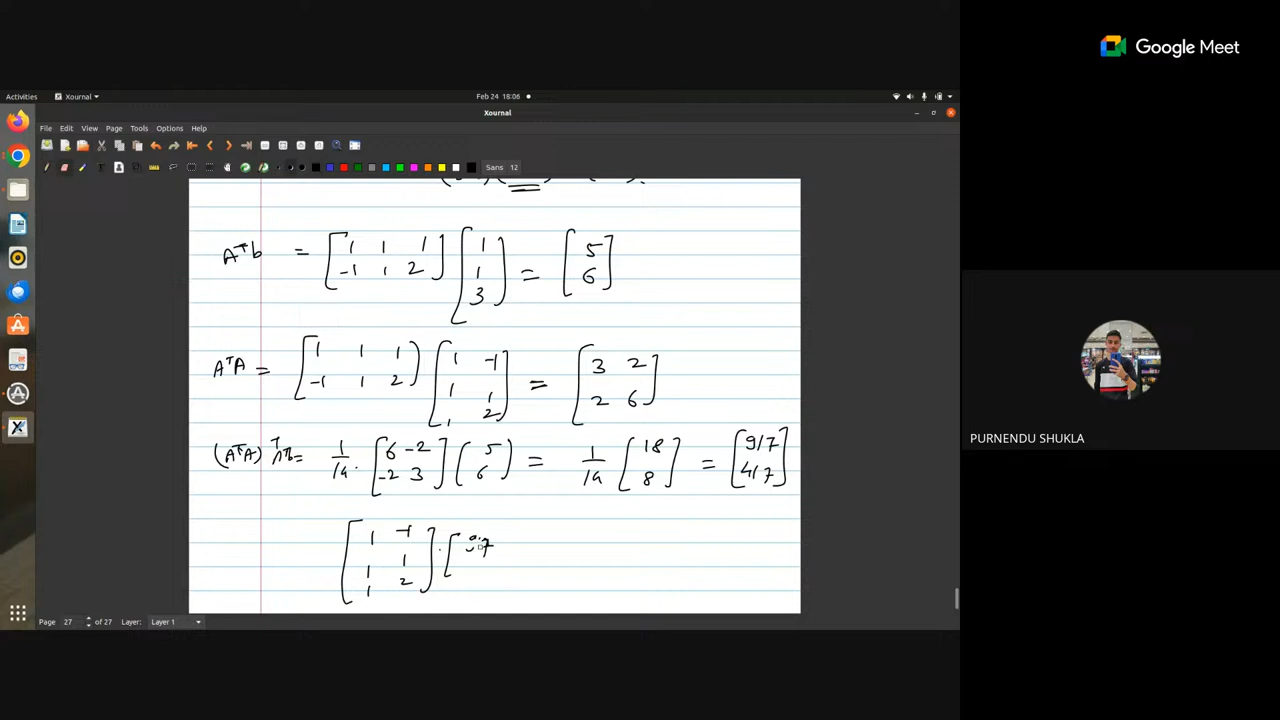 Google Meet
Activities Xournal Feb 24 18:06
Xournal
File Edit View Page Tools Options Help
Sans 12
AᵀB = [1 1 1; -1 1 2] [1; 1; 3] = [5; 6]
AᵀA = [1 1 1; -1 1 2] [1 -1; 1 1; 1 2] = [3 2; 2 6]
(AᵀA)ᵀ Aᵀb = 1/14 · [6 -2; -2 3] (5; 6) = 1/14 [18; 8] = [9/7; 4/7]
[1 -1; 1 1; 1 2] · [
PURNENDU SHUKLA
Page 27 of 27 Layer: Layer 1